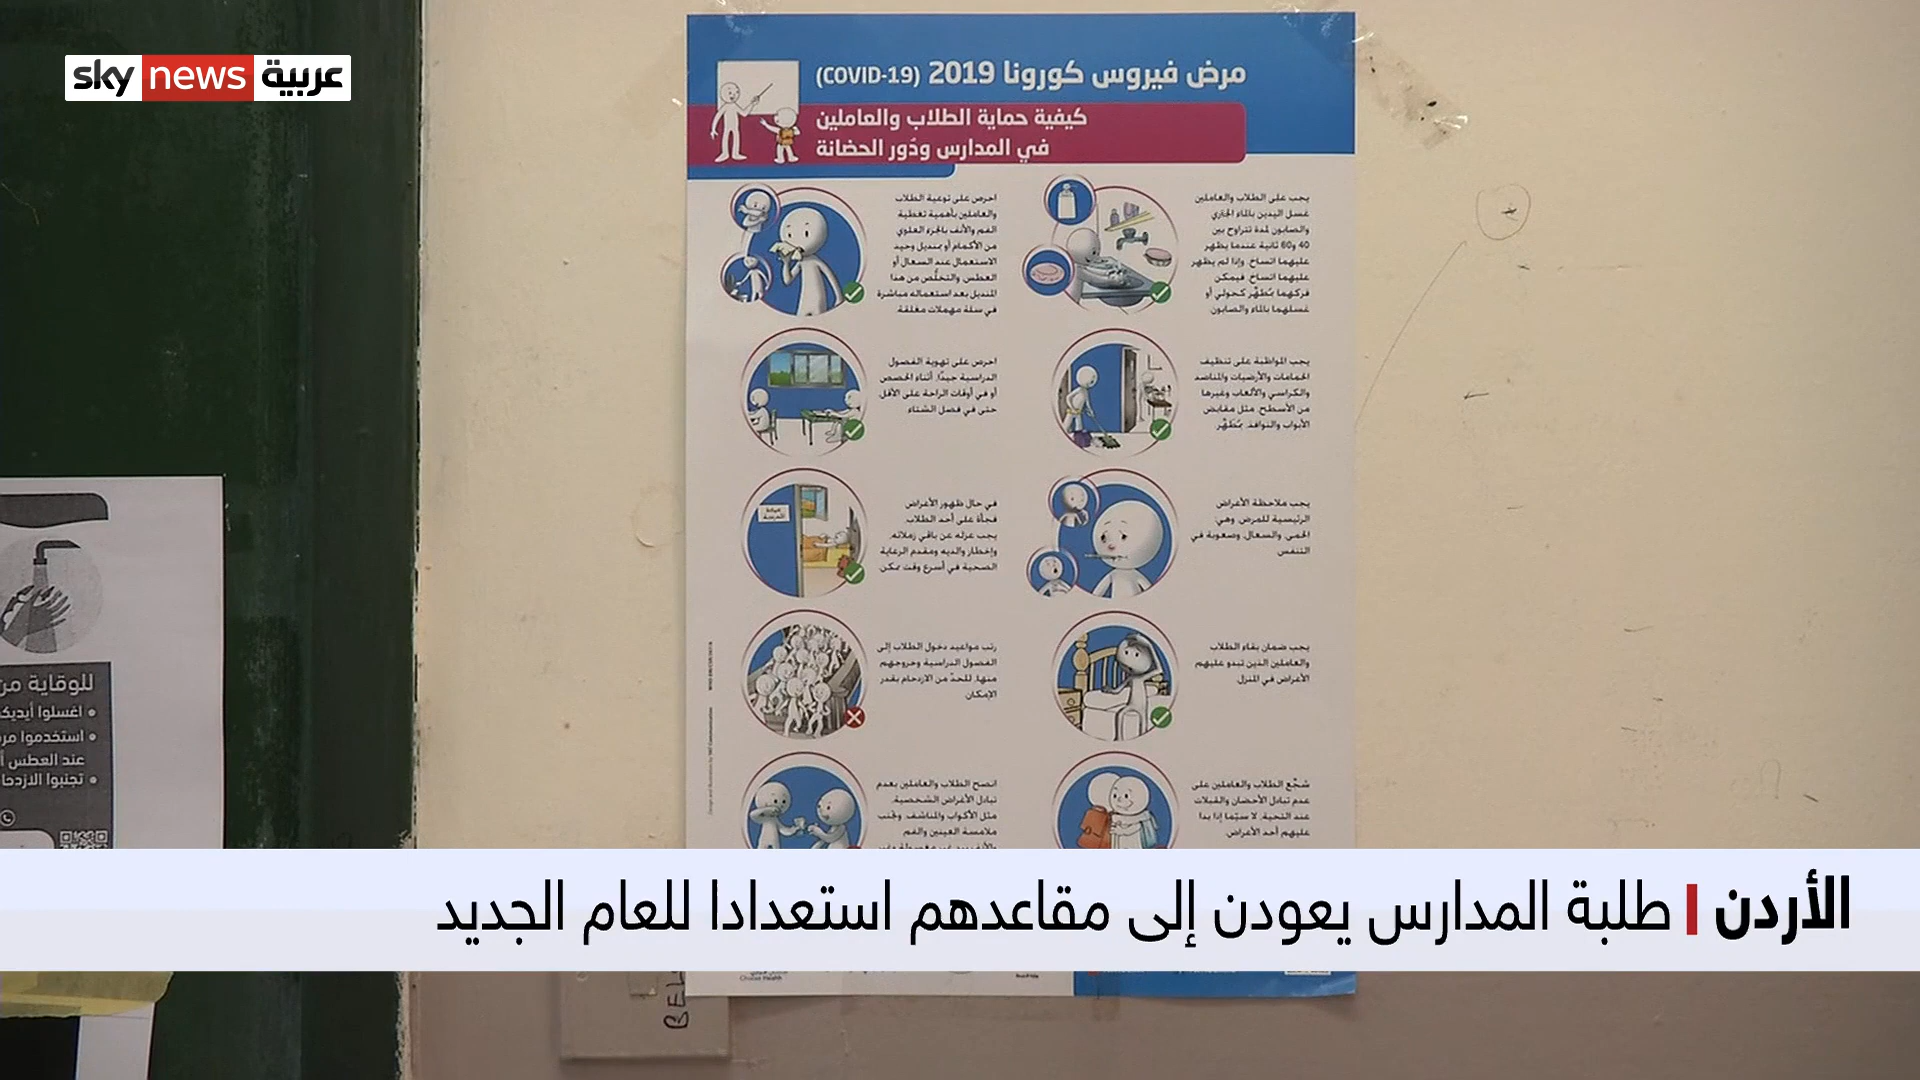 sky news عربية
مرض فيروس كورونا 2019 (COVID-19)
كيفية حماية الطلاب والعاملين
في المدارس ودُور الحضانة
يجب على الطلاب والعاملين
غسل اليدين بالماء الجاري
والصابون لمدة تتراوح بين
40 و60 ثانية عندما يظهر
عليهما اتساخ. وإذا لم يظهر
عليهما اتساخ، فيمكن
فركهما بمُطهِّر كحولي أو
غسلهما بالماء والصابون.
احرص على توعية الطلاب
والعاملين بأهمية تغطية
الفم والأنف بالجزء العلوي
من الأكمام أو بمنديل وحيد
الاستعمال عند السعال أو
العطس والتخلُّص من هذا
المنديل بعد استعماله مباشرة
في سلة مهملات مغلقة.
يجب المواظبة على تنظيف
الحمامات والأرضيات والمناضد
والكراسي والألعاب وغيرها
من الأسطح، مثل مقابض
الأبواب والنوافذ، بمُطهِّر.
احرص على تهوية الفصول
الدراسية جيدًا، أثناء الحصص
أو في أوقات الراحة على الأقل،
حتى في فصل الشتاء.
يجب ملاحظة الأعراض
الرئيسية للمرض، وهي:
الحمى، والسعال، وصعوبة في
التنفس
في حال ظهور الأعراض
فجأة على أحد الطلاب،
يجب عزله عن باقي زملائه،
وإخطار والديه ومقدم الرعاية
الصحية في أسرع وقت ممكن.
عيادة
المدرسة
يجب ضمان بقاء الطلاب
والعاملين الذين تبدو عليهم
الأعراض في المنزل.
رتب مواعيد دخول الطلاب إلى
الفصول الدراسية وخروجهم
منها، للحدّ من الازدحام بقدر
الإمكان.
شجِّع الطلاب والعاملين على
عدم تبادل الأحضان والقبلات
عند التحية، لا سيّما إذا بدا
عليهم أحد الأعراض.
انصح الطلاب والعاملين بعدم
تبادل الأغراض الشخصية،
مثل الأكواب والمناشف، وتجنب
ملامسة العينين والفم
للوقاية من
• اغسلوا أيديك
• استخدموا مر
عند العطس أ
• تجنبوا الازدحا
الأردن | طلبة المدارس يعودن إلى مقاعدهم استعدادا للعام الجديد